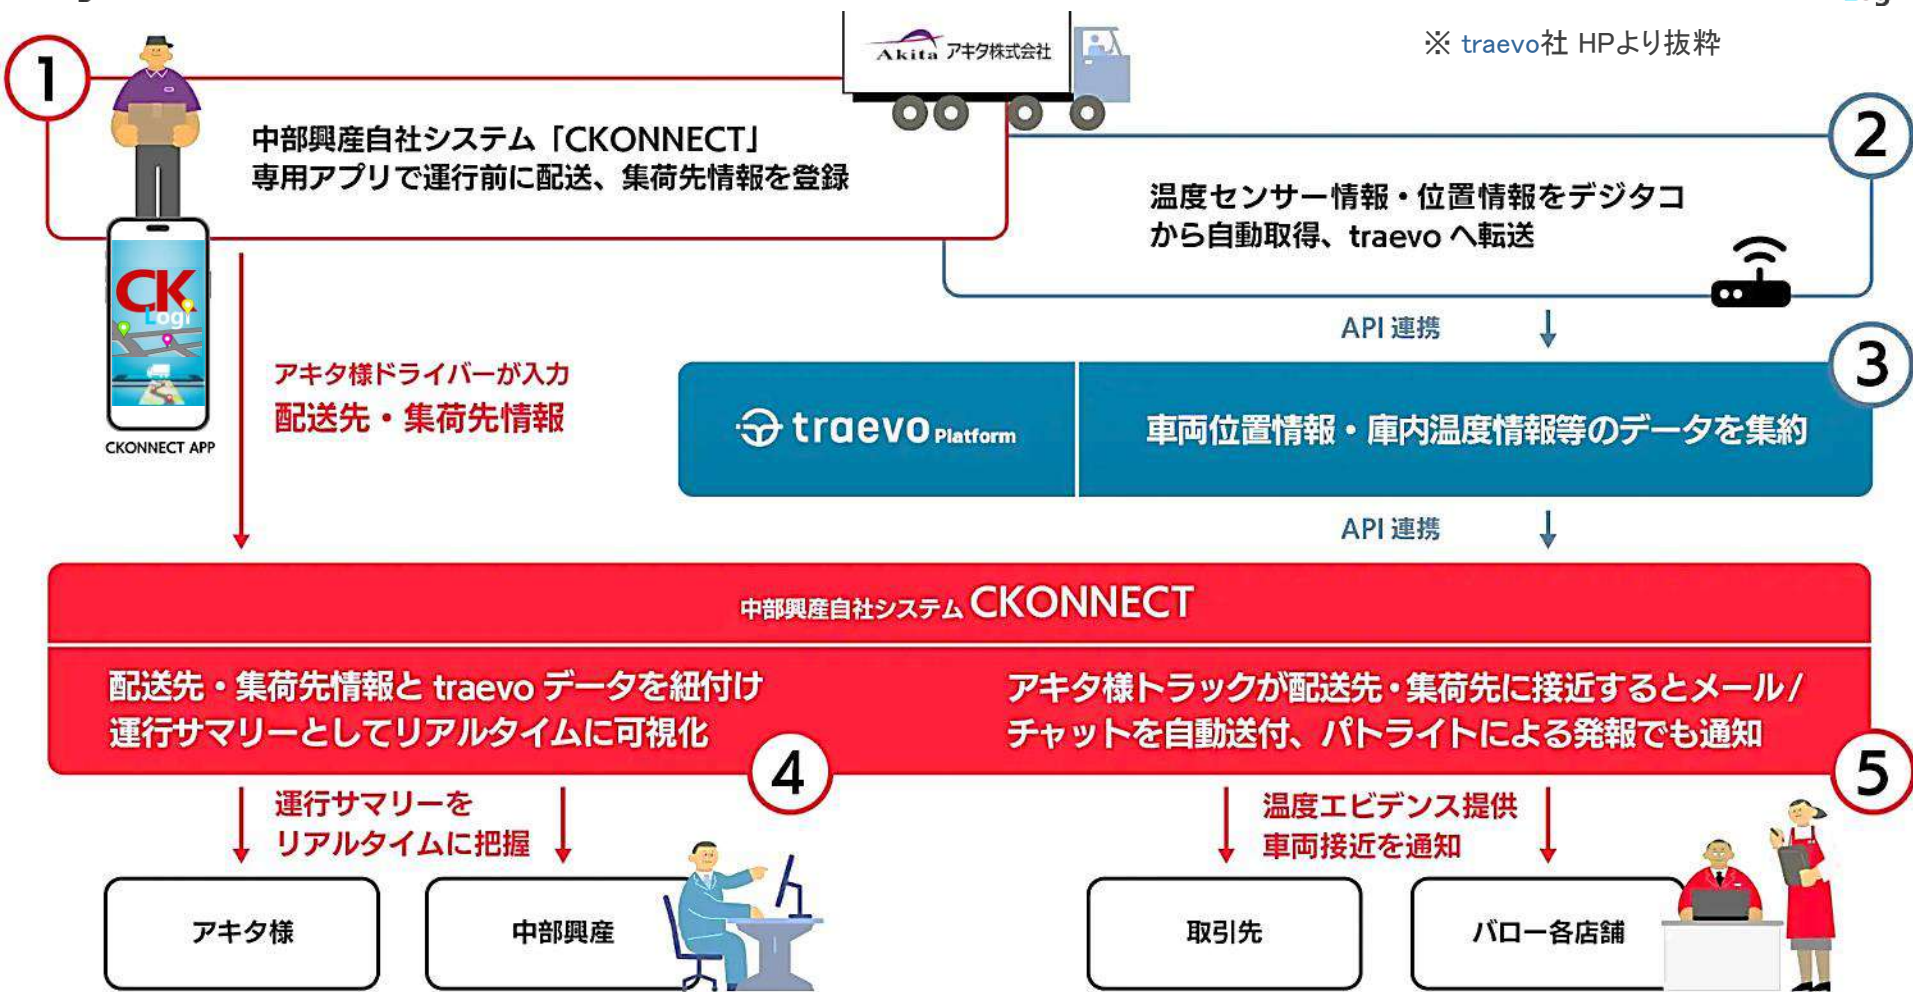 ※ traevo社 HPより抜粋
1
Akita アキタ株式会社
中部興産自社システム「CKONNECT」
専用アプリで運行前に配送、集荷先情報を登録
2
温度センサー情報・位置情報をデジタコ
から自動取得、traevo へ転送
CK
Logi
CKONNECT APP
アキタ様ドライバーが入力
配送先・集荷先情報
API 連携
3
traevo Platform
車両位置情報・庫内温度情報等のデータを集約
API 連携
中部興産自社システム CKONNECT
配送先・集荷先情報と traevo データを紐付け
運行サマリーとしてリアルタイムに可視化
4
アキタ様トラックが配送先・集荷先に接近するとメール/
チャットを自動送付、パトライトによる発報でも通知
5
運行サマリーを
リアルタイムに把握
温度エビデンス提供
車両接近を通知
アキタ様
中部興産
取引先
バロー各店舗